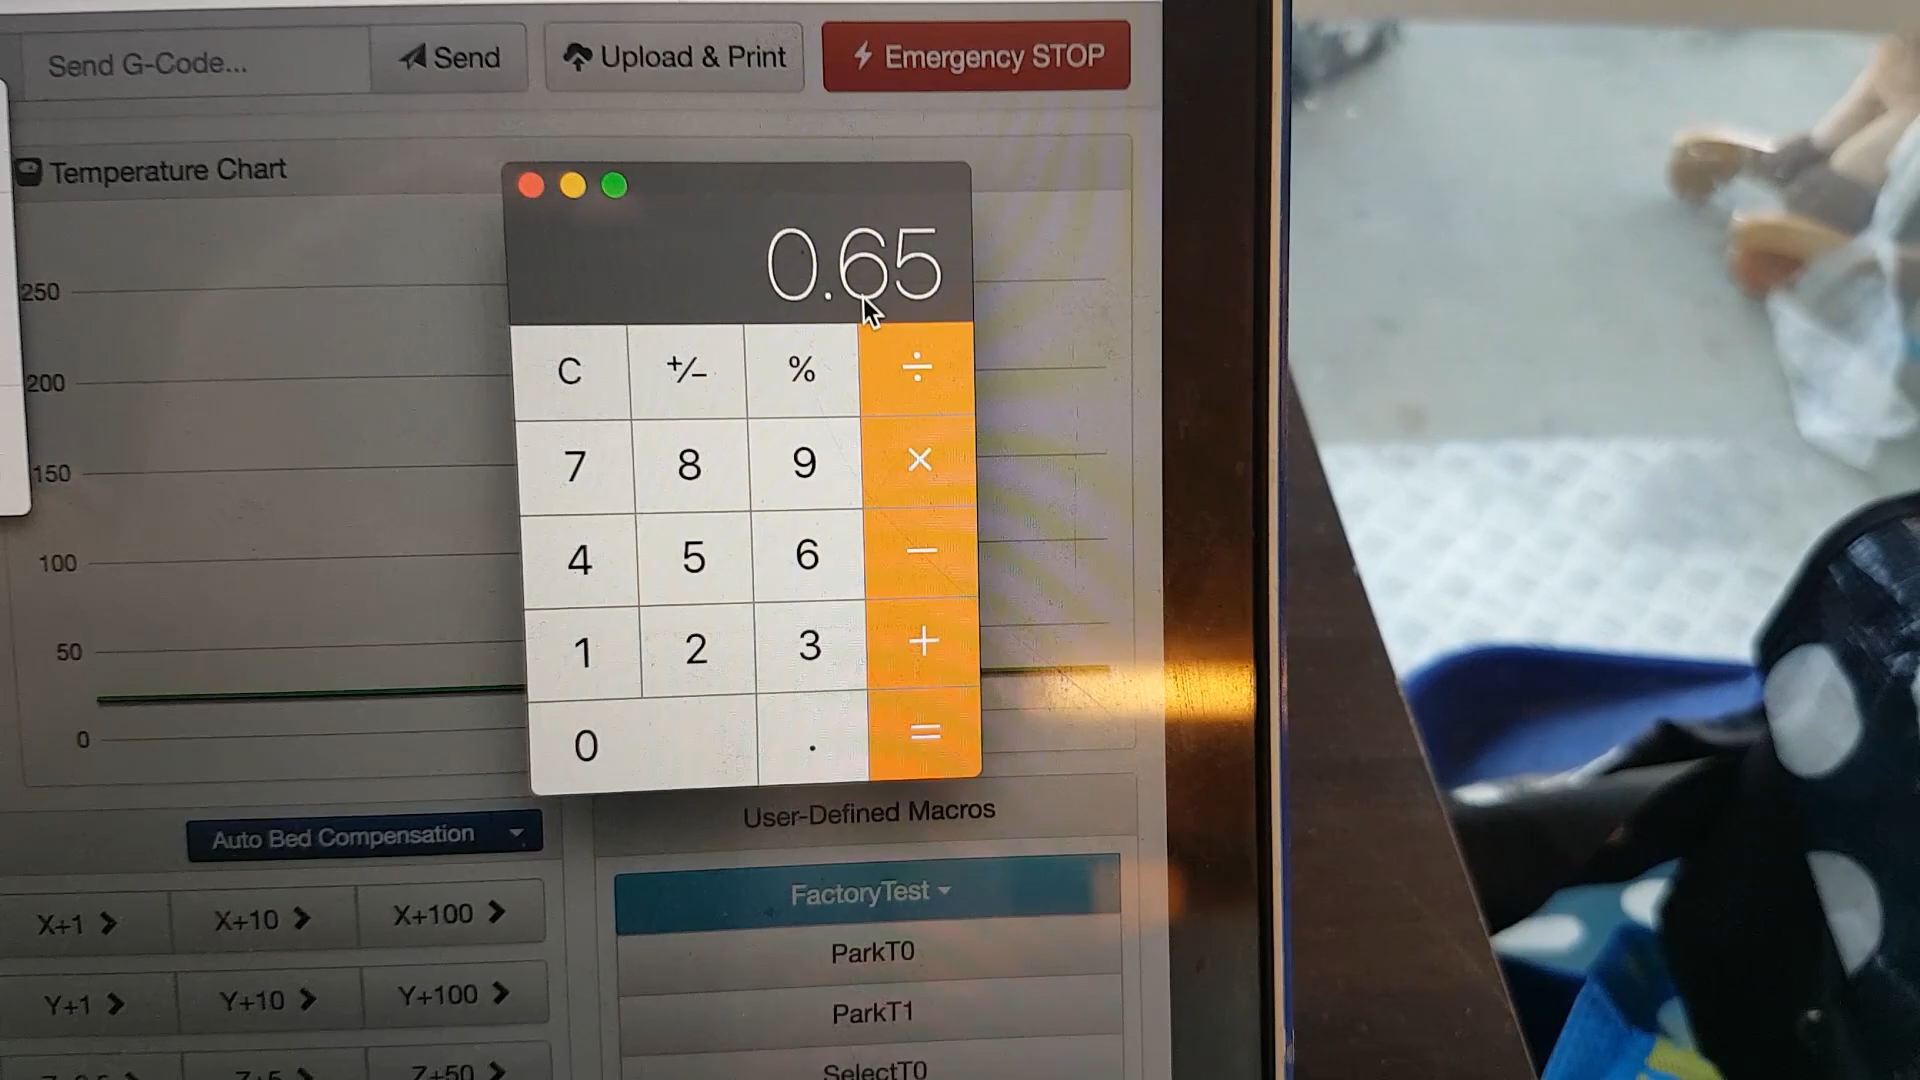 Send G-Code... Send Upload & Print Emergency STOP
Temperature Chart
0.65
250
200
150
100
50
0
C +/− % ÷
7 8 9 ×
4 5 6 −
1 2 3 +
0 . =
Auto Bed Compensation
User-Defined Macros
X+1 X+10 X+100
Y+1 Y+10 Y+100
Z+5 Z+50
FactoryTest
ParkT0
ParkT1
SelectT0